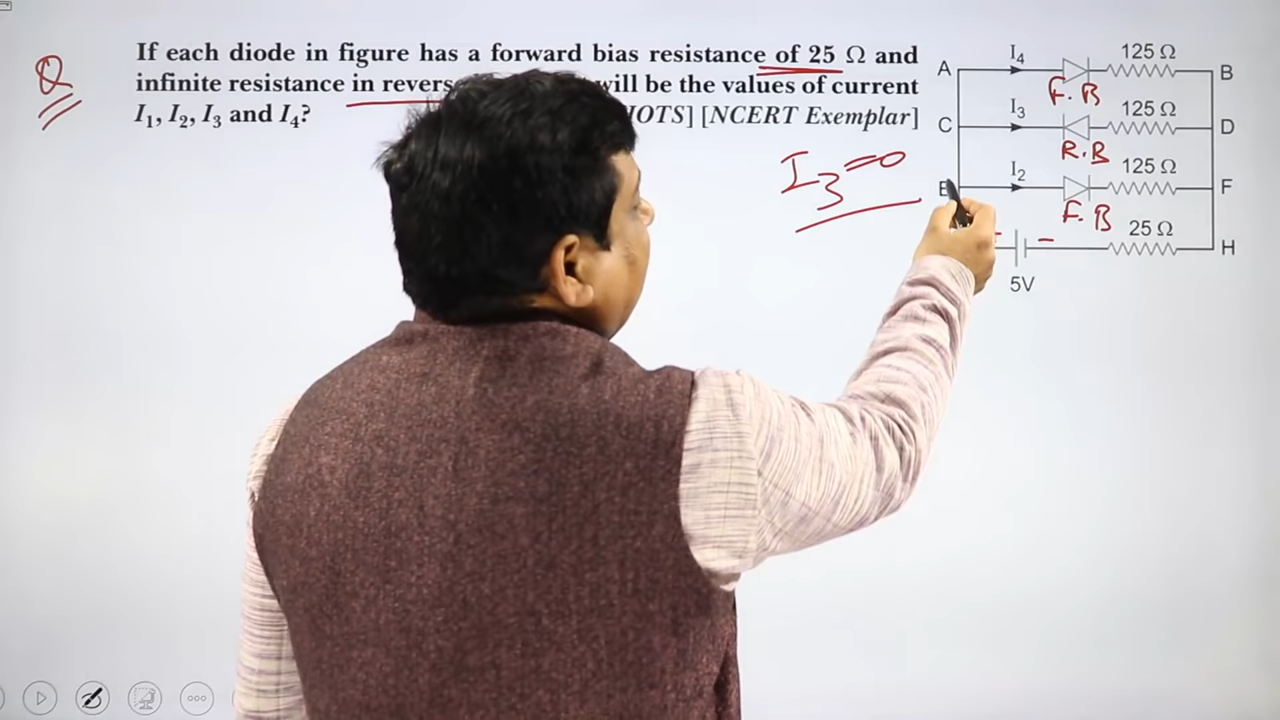 Q
If each diode in figure has a forward bias resistance of 25 Ω and
infinite resistance in revers will be the values of current
I₁, I₂, I₃ and I₄? HOTS] [NCERT Exemplar]
I₃=0
A I₄ 125 Ω B
F.B
C I₃ 125 Ω D
R.B
E I₂ 125 Ω F
F.B
25 Ω H
5V